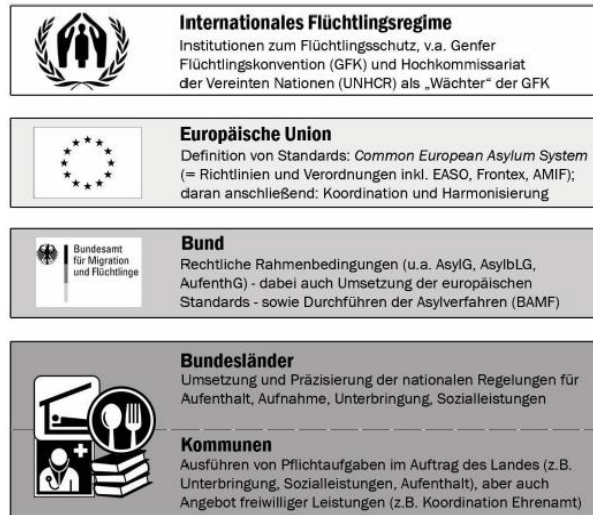 Internationales Flüchtlingsregime
Institutionen zum Flüchtlingsschutz, v.a. Genfer
Flüchtlingskonvention (GFK) und Hochkommissariat
der Vereinten Nationen (UNHCR) als „Wächter“ der GFK
Europäische Union
Definition von Standards: Common European Asylum System
(= Richtlinien und Verordnungen inkl. EASO, Frontex, AMIF);
daran anschließend: Koordination und Harmonisierung
Bundesamt
für Migration
und Flüchtlinge
Bund
Rechtliche Rahmenbedingungen (u.a. AsylG, AsylbLG,
AufenthG) - dabei auch Umsetzung der europäischen
Standards - sowie Durchführen der Asylverfahren (BAMF)
Bundesländer
Umsetzung und Präzisierung der nationalen Regelungen für
Aufenthalt, Aufnahme, Unterbringung, Sozialleistungen
Kommunen
Ausführen von Pflichtaufgaben im Auftrag des Landes (z.B.
Unterbringung, Sozialleistungen, Aufenthalt), aber auch
Angebot freiwilliger Leistungen (z.B. Koordination Ehrenamt)